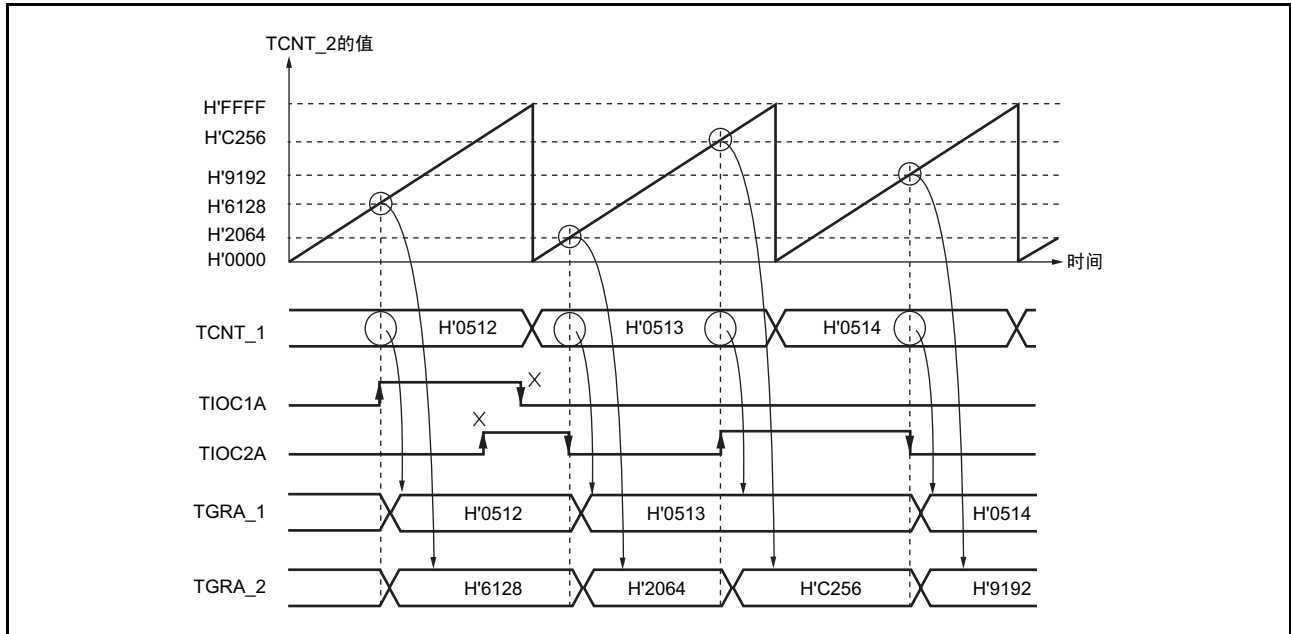 TCNT_2的值
H'FFFF
H'C256
H'9192
H'6128
H'2064
H'0000
时间
TCNT_1 H'0512 H'0513 H'0514
TIOC1A
TIOC2A
TGRA_1 H'0512 H'0513 H'0514
TGRA_2 H'6128 H'2064 H'C256 H'9192